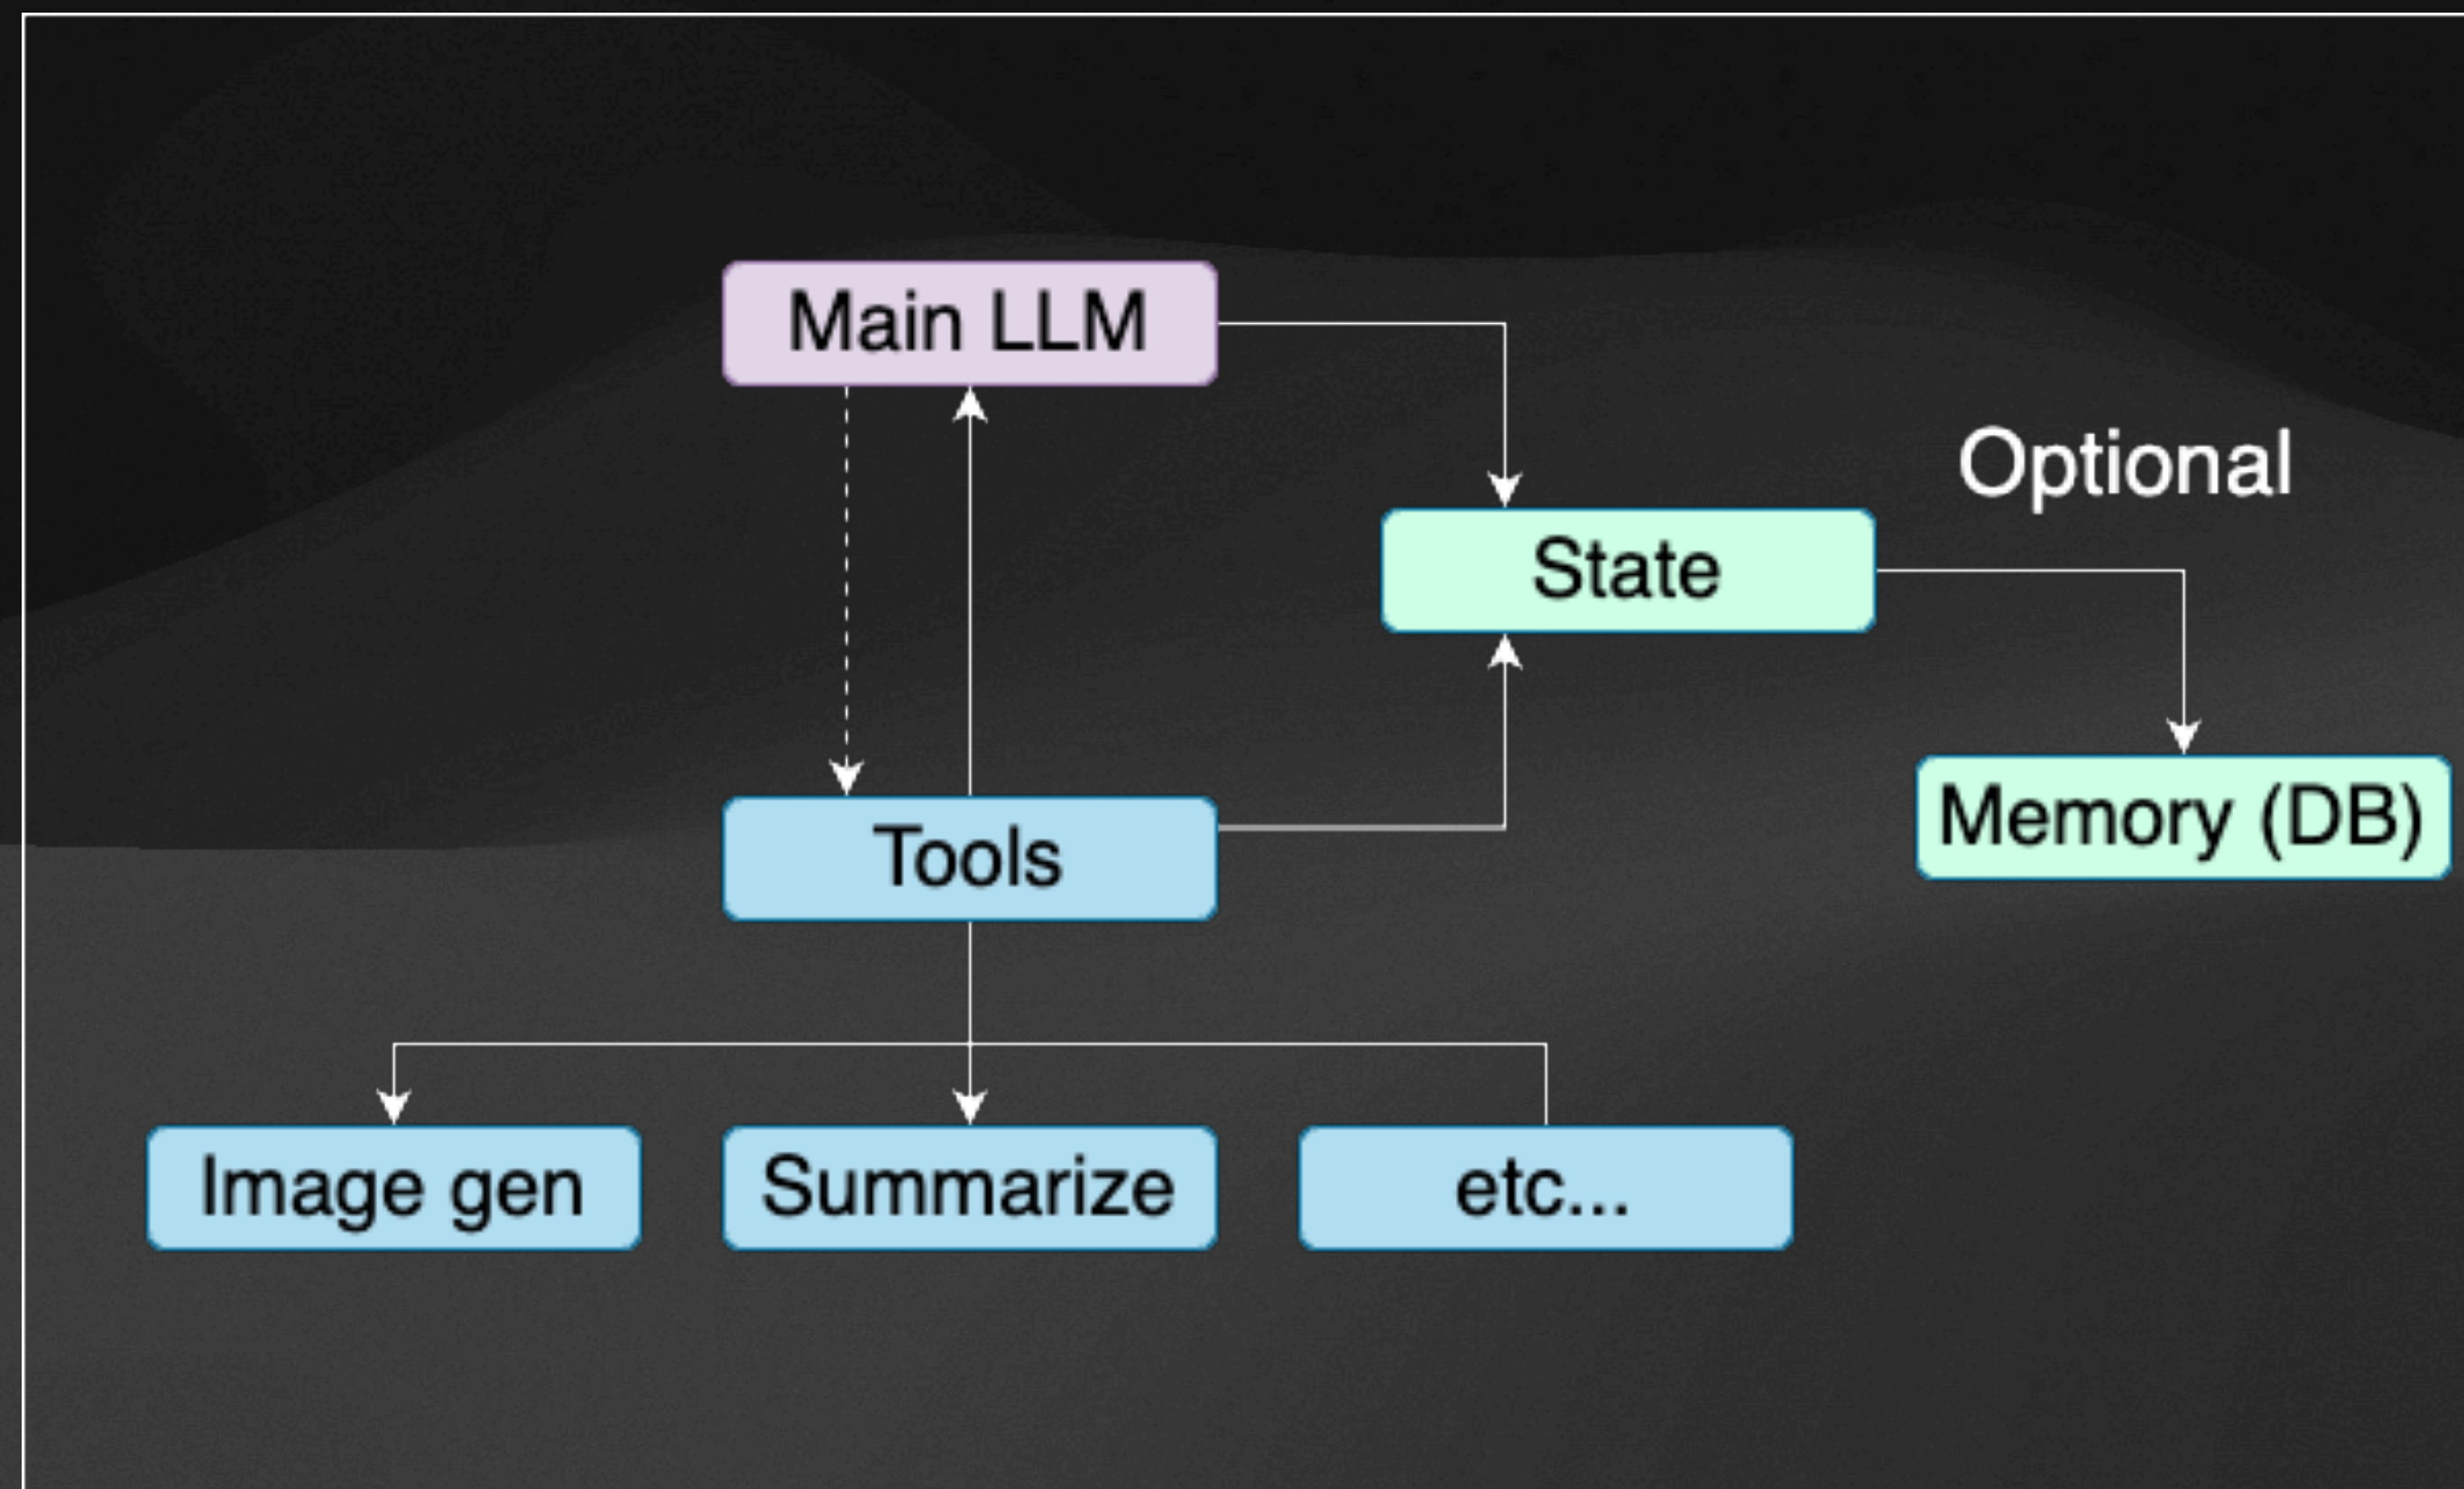 Main LLM
Optional
State
Memory (DB)
Tools
Image gen
Summarize
etc...